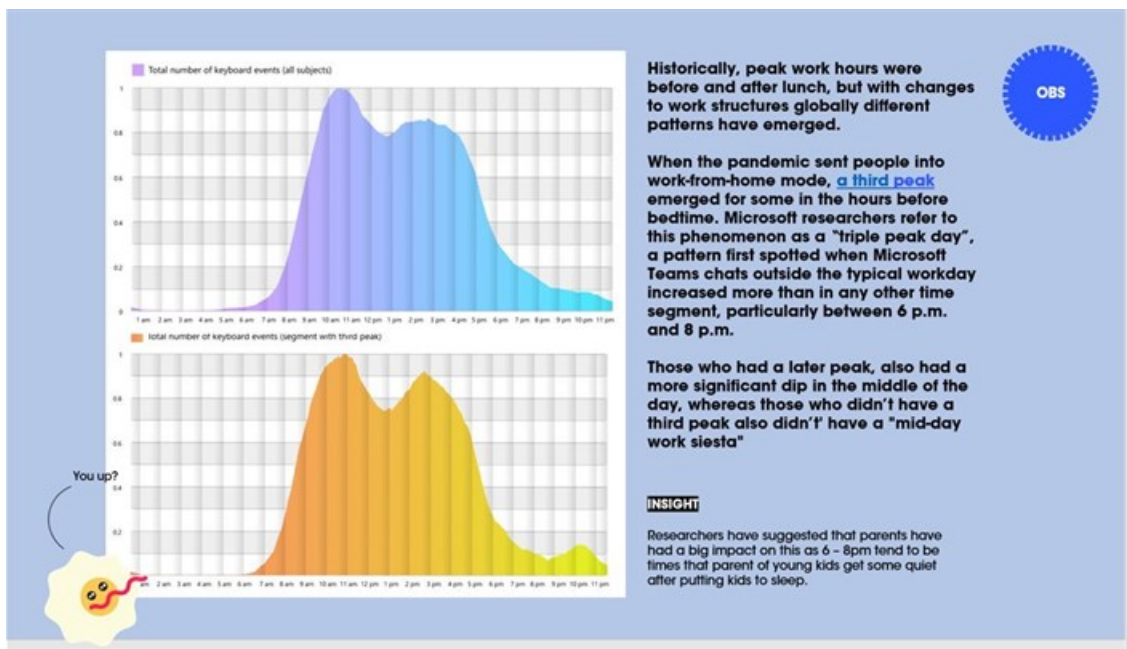 Total number of keyboard events (all subjects)
1
0.8
0.6
0.4
0.2
0
1 am 2 am 3 am 4 am 5 am 6 am 7 am 8 am 9 am 10 am 11 am 12 pm 1 pm 2 pm 3 pm 4 pm 5 pm 6 pm 7 pm 8 pm 9 pm 10 pm 11 pm
Total number of keyboard events (segment with third peak)
1
0.8
0.6
0.4
0.2
am 2 am 3 am 4 am 5 am 6 am 7 am 8 am 9 am 10 am 11 am 12 pm 1 pm 2 pm 3 pm 4 pm 5 pm 6 pm 7 pm 8 pm 9 pm 10 pm 11 pm
You up?
Historically, peak work hours were
before and after lunch, but with changes
to work structures globally different
patterns have emerged.
When the pandemic sent people into
work-from-home mode, a third peak
emerged for some in the hours before
bedtime. Microsoft researchers refer to
this phenomenon as a “triple peak day”,
a pattern first spotted when Microsoft
Teams chats outside the typical workday
increased more than in any other time
segment, particularly between 6 p.m.
and 8 p.m.
Those who had a later peak, also had a
more significant dip in the middle of the
day, whereas those who didn’t have a
third peak also didn’t' have a "mid-day
work siesta"
INSIGHT
Researchers have suggested that parents have
had a big impact on this as 6 – 8pm tend to be
times that parent of young kids get some quiet
after putting kids to sleep.
OBS